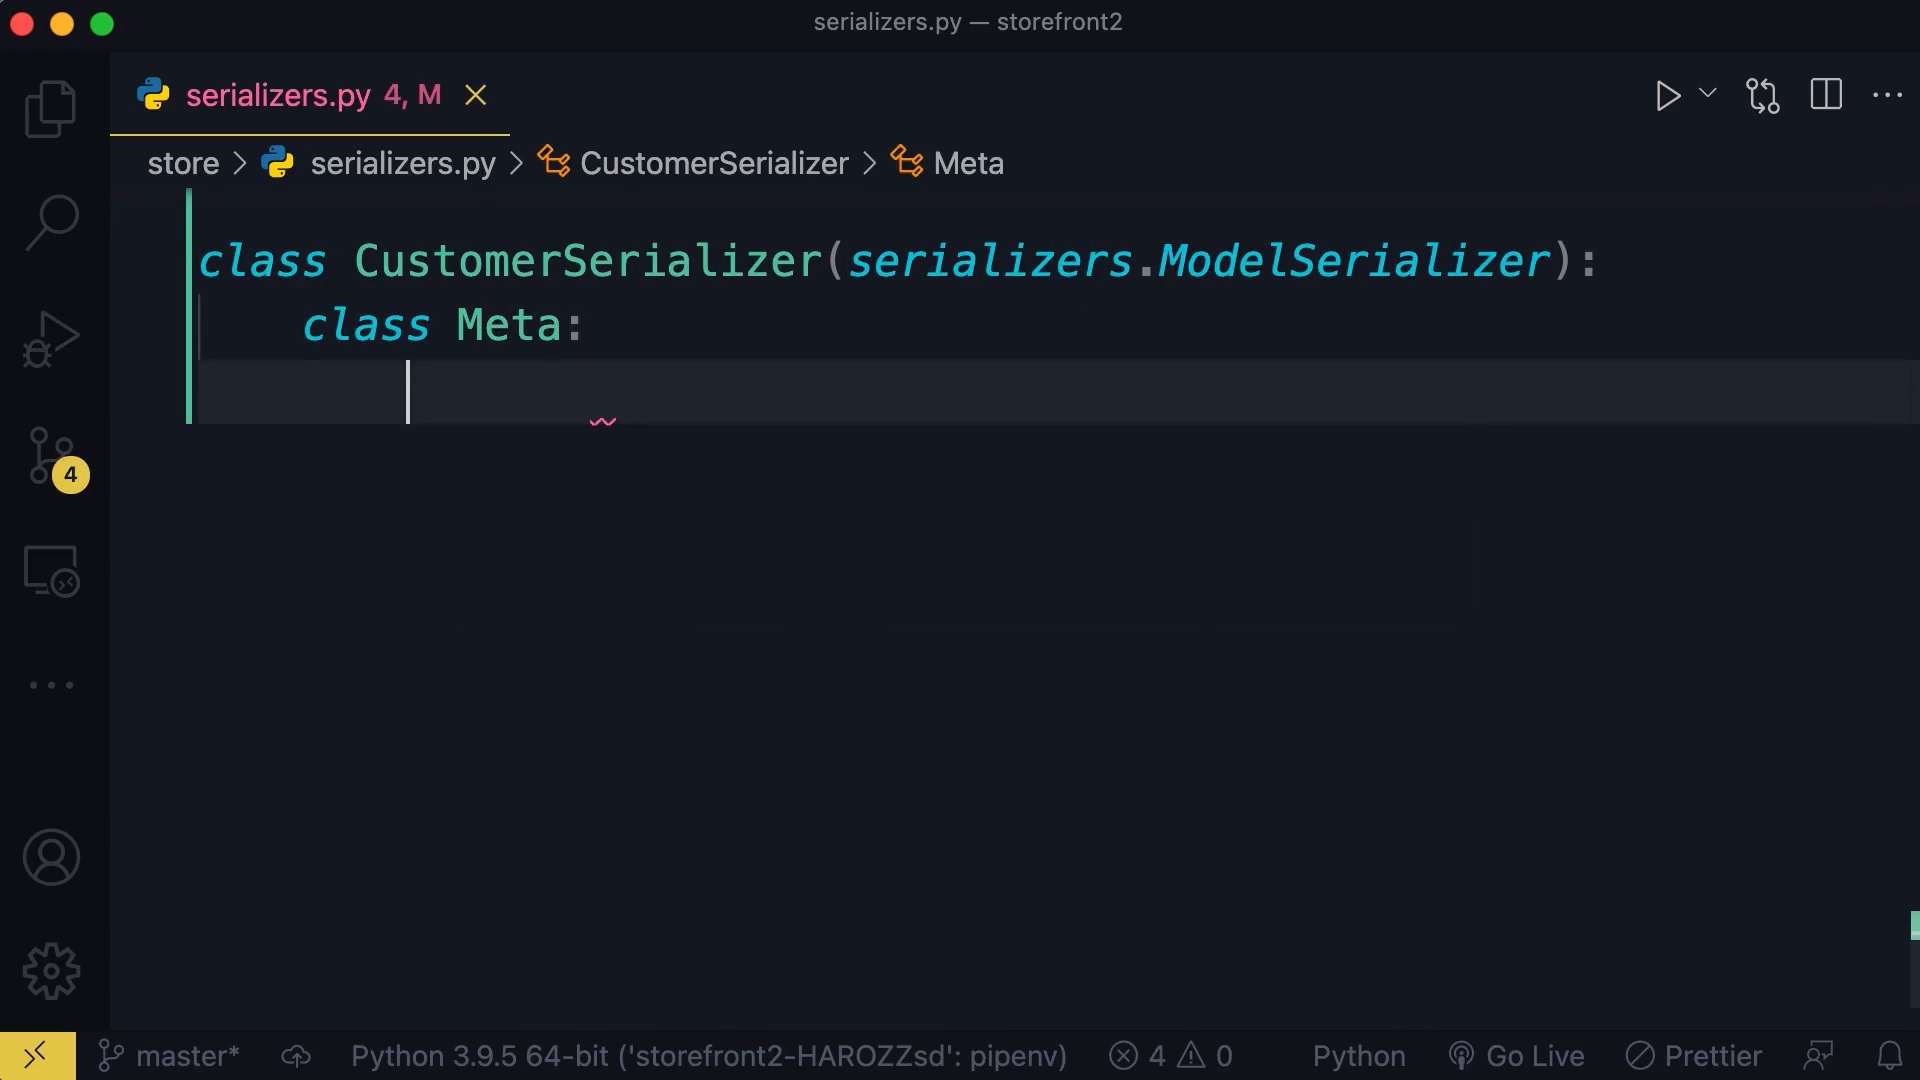 serializers.py — storefront2
serializers.py 4, M
store > serializers.py > CustomerSerializer > Meta
class CustomerSerializer(serializers.ModelSerializer):
class Meta:
4
master* Python 3.9.5 64-bit ('storefront2-HAROZZsd': pipenv) 4 0 Python Go Live Prettier